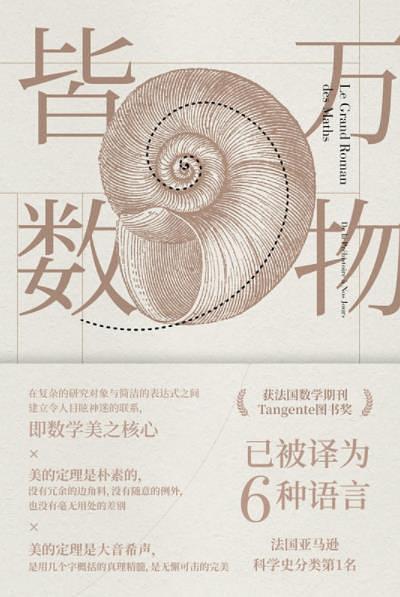 万物
皆数
Le Grand Roman
des Maths
De la Préhistoire à Nos Jours
在复杂的研究对象与简洁的表达式之间
建立令人目眩神迷的联系,
即数学美之核心
×
美的定理是朴素的,
没有冗余的边角料, 没有随意的例外,
也没有毫无用处的差别
×
美的定理是大音希声,
是用几个字概括的真理精髓, 是无懈可击的完美
获法国数学期刊
Tangente图书奖
已被译为
6种语言
法国亚马逊
科学史分类第1名